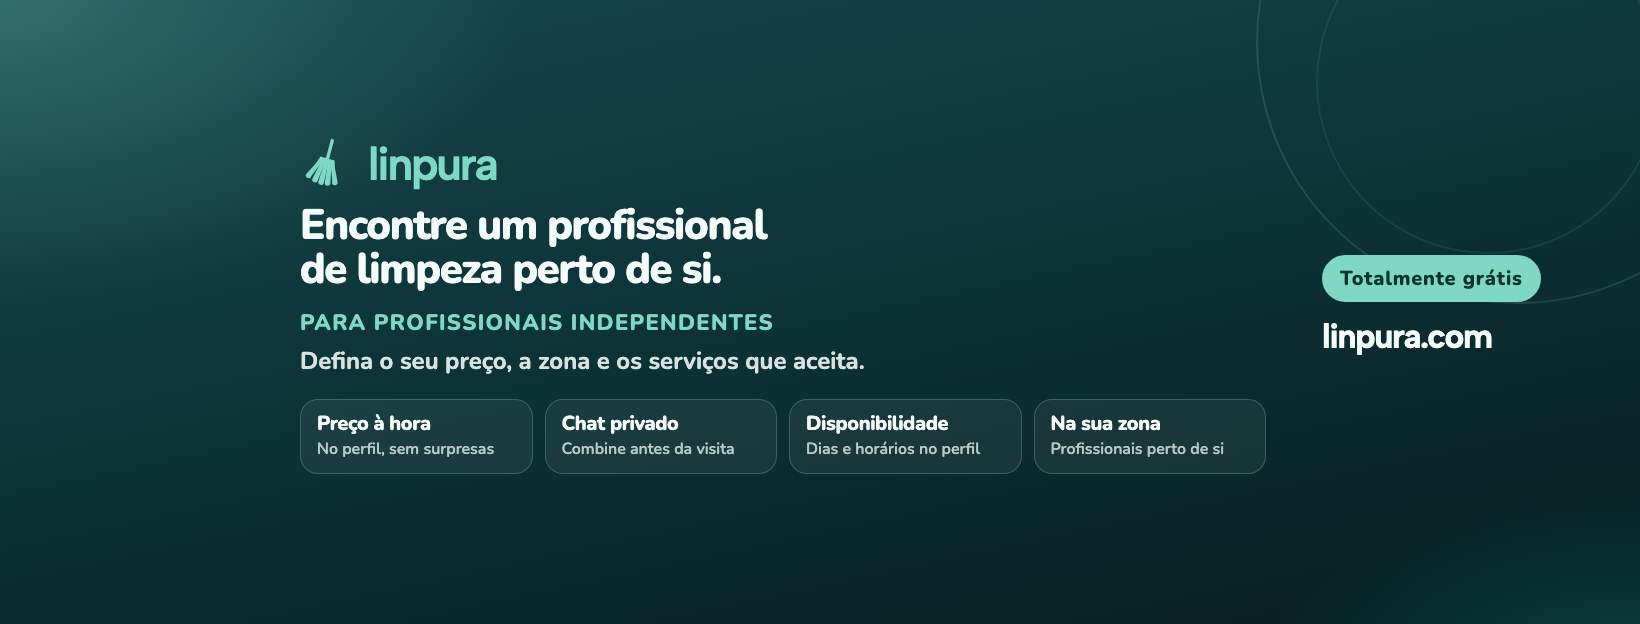 linpura
Encontre um profissional
de limpeza perto de si.
PARA PROFISSIONAIS INDEPENDENTES
Defina o seu preço, a zona e os serviços que aceita.
Preço à hora
No perfil, sem surpresas
Chat privado
Combine antes da visita
Disponibilidade
Dias e horários no perfil
Na sua zona
Profissionais perto de si
Totalmente grátis
linpura.com